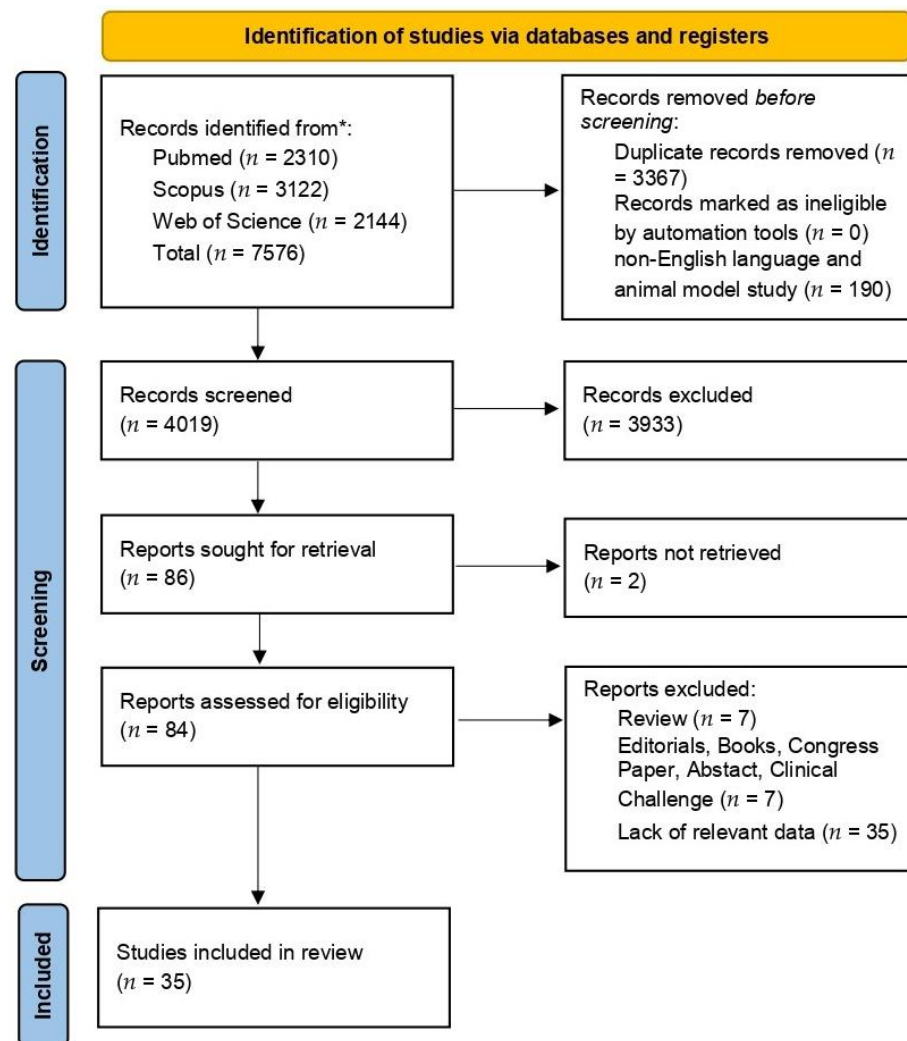 Identification of studies via databases and registers
Identification
Records identified from*:
Pubmed (n = 2310)
Scopus (n = 3122)
Web of Science (n = 2144)
Total (n = 7576)
Records removed before
screening:
Duplicate records removed (n
= 3367)
Records marked as ineligible
by automation tools (n = 0)
non-English language and
animal model study (n = 190)
Screening
Records screened
(n = 4019)
Records excluded
(n = 3933)
Reports sought for retrieval
(n = 86)
Reports not retrieved
(n = 2)
Reports assessed for eligibility
(n = 84)
Reports excluded:
Review (n = 7)
Editorials, Books, Congress
Paper, Abstact, Clinical
Challenge (n = 7)
Lack of relevant data (n = 35)
Included
Studies included in review
(n = 35)